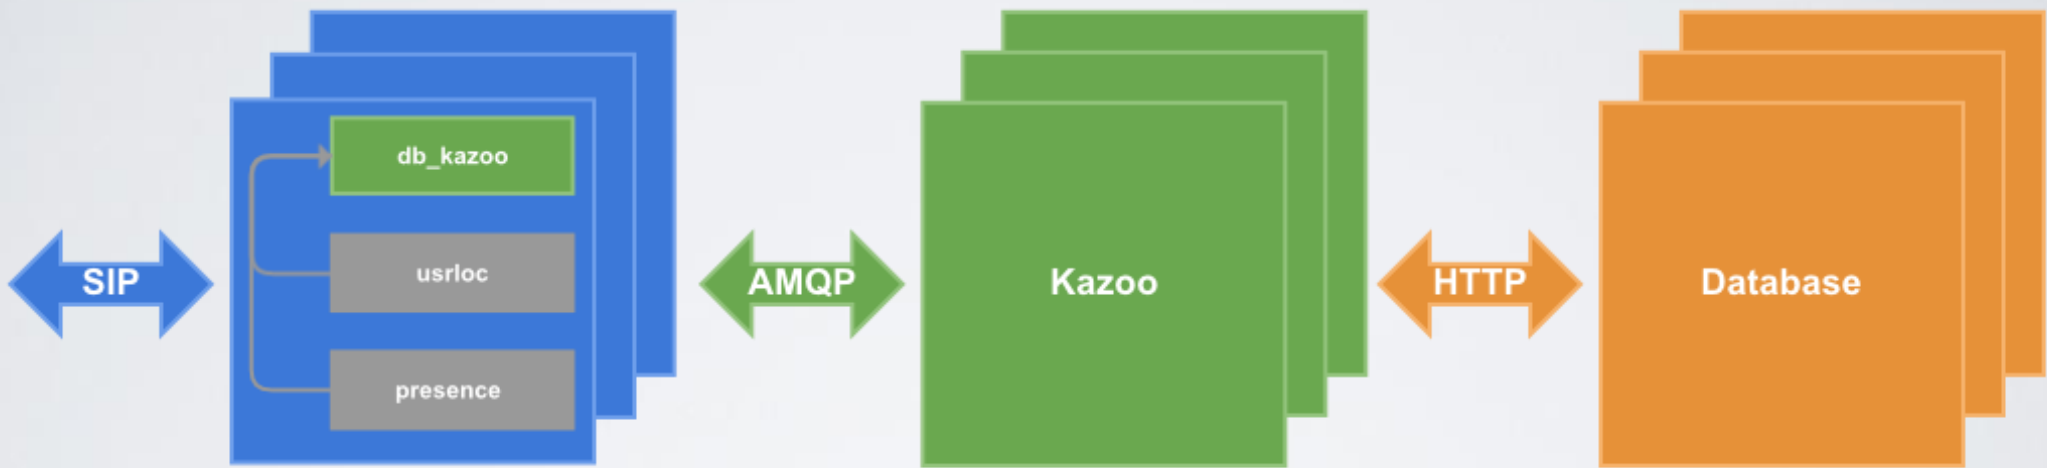 SIP
db_kazoo
usrloc
presence
AMQP
Kazoo
HTTP
Database